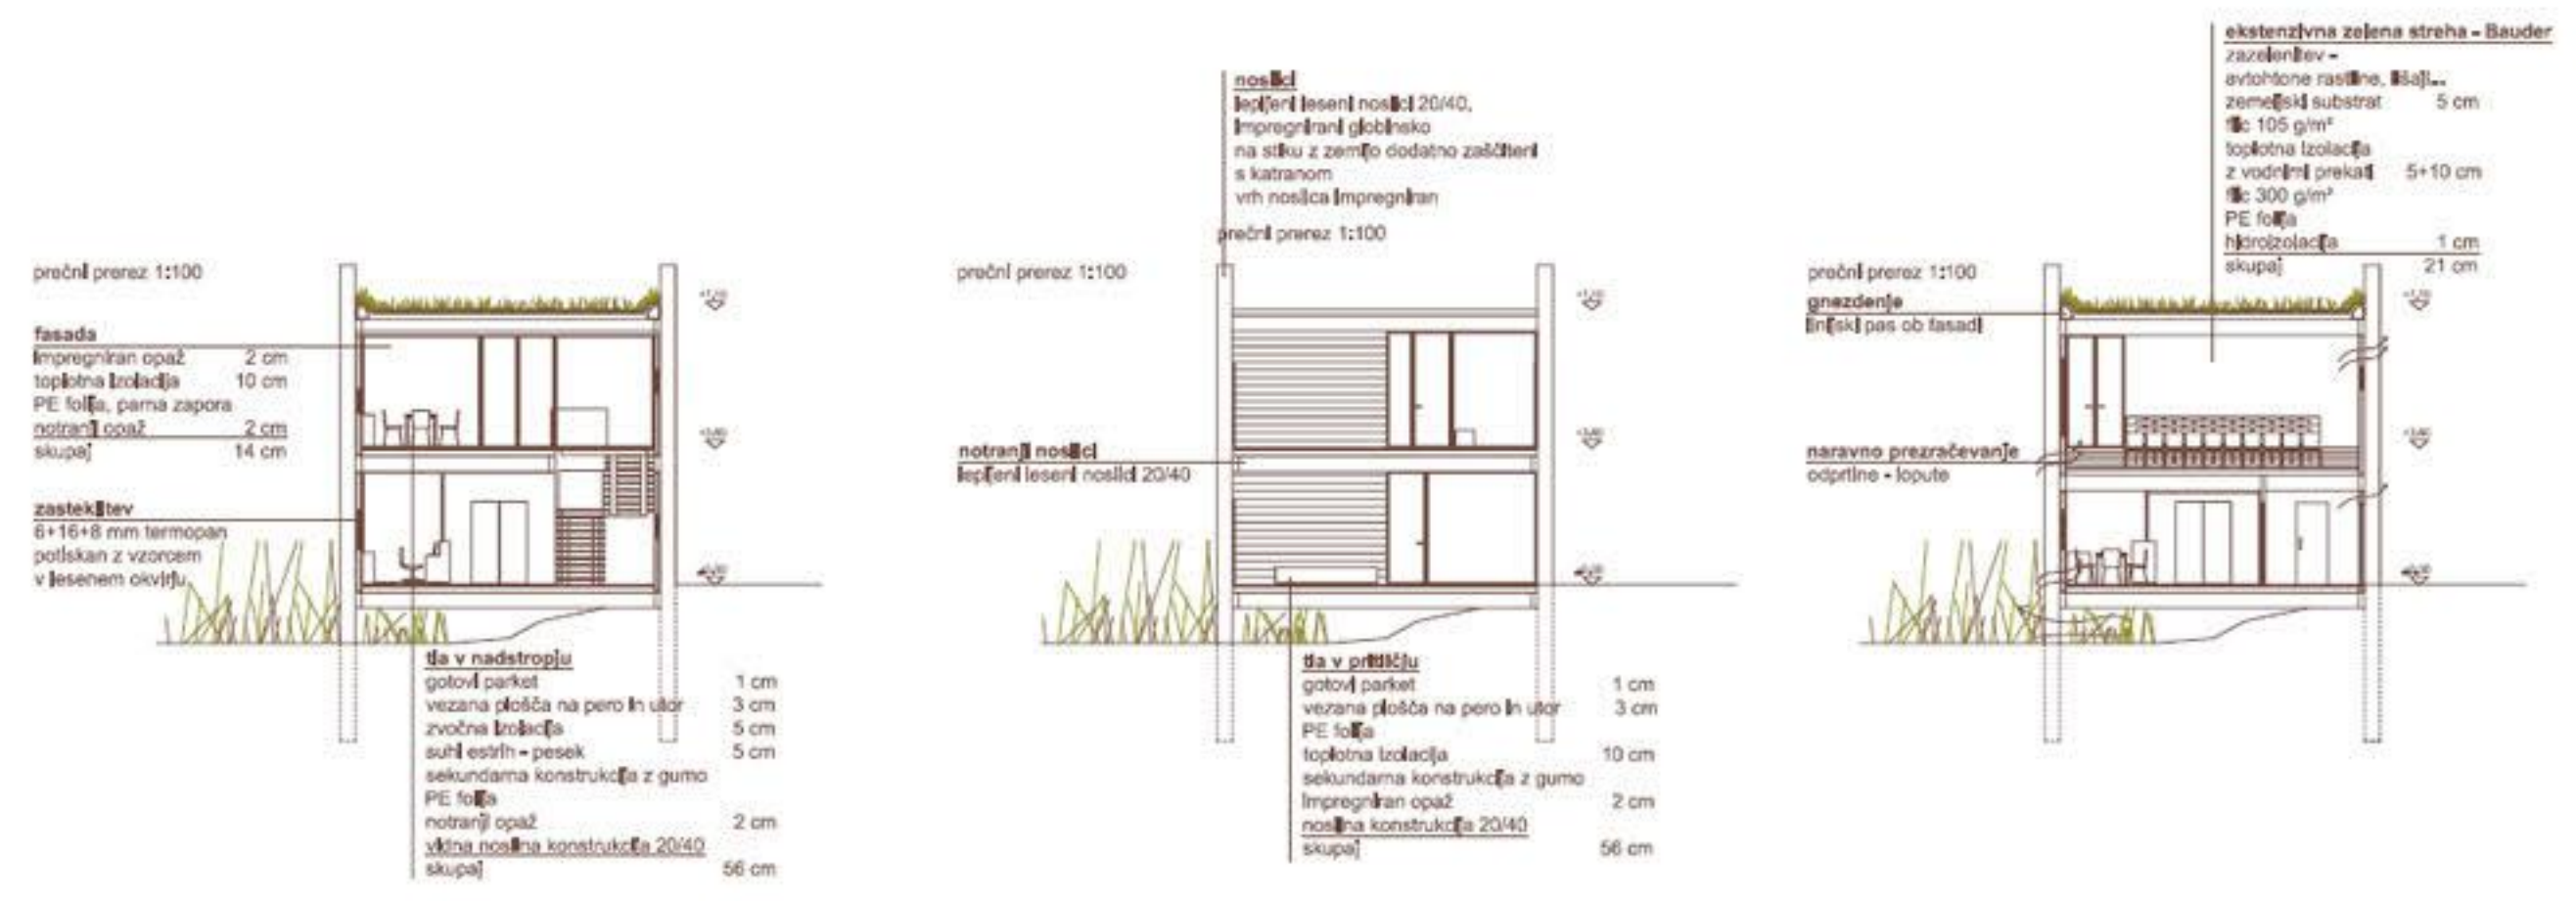 prečni prerez 1:100
fasada
impregniran opaž 2 cm
toplotna izolacija 10 cm
PE folija, parna zapora
notranji opaž 2 cm
skupaj 14 cm
zasteklitev
6+16+8 mm termopan
potiskan z vzorcem
v lesenem okvirju
tla v nadstropju
gotovi parket 1 cm
vezana plošča na pero in utor 3 cm
zvočna izolacija 5 cm
suhi estrih - pesek 5 cm
sekundarna konstrukcija z gumo
PE folija
notranji opaž 2 cm
vidna nosilna konstrukcija 20/40
skupaj 56 cm
nosilci
lepljeni leseni nosilci 20/40,
impregnirani globinsko
na stiku z zemljo dodatno zaščiteni
s katranom
vrh nosilca impregniran
prečni prerez 1:100
prečni prerez 1:100
notranji nosilci
lepljeni leseni nosilci 20/40
tla v pritličju
gotovi parket 1 cm
vezana plošča na pero in utor 3 cm
PE folija
toplotna izolacija 10 cm
sekundarna konstrukcija z gumo
impregniran opaž 2 cm
nosilna konstrukcija 20/40
skupaj 56 cm
ekstenzivna zelena streha - Bauder
zazelenitev -
avtohtone rastline, lišaji...
zemeljski substrat 5 cm
filc 105 g/m²
toplotna izolacija
z vodnimi prekati 5+10 cm
filc 300 g/m²
PE folija
hidroizolacija 1 cm
skupaj 21 cm
prečni prerez 1:100
gnezdenje
linijski pas ob fasadi
naravno prezračevanje
odprtine - lopute